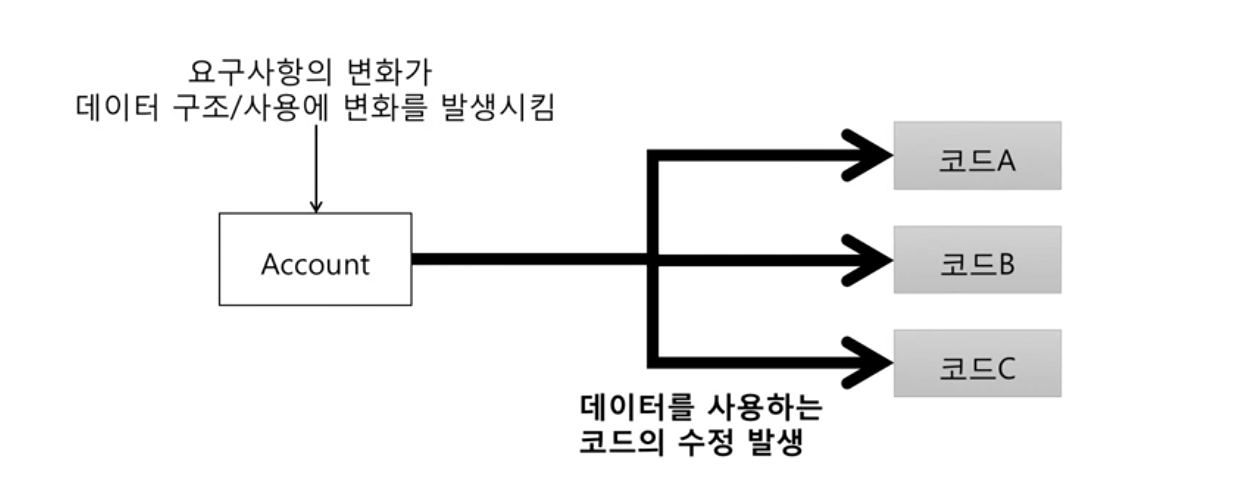 요구사항의 변화가
데이터 구조/사용에 변화를 발생시킴
Account
코드A
코드B
코드C
데이터를 사용하는
코드의 수정 발생